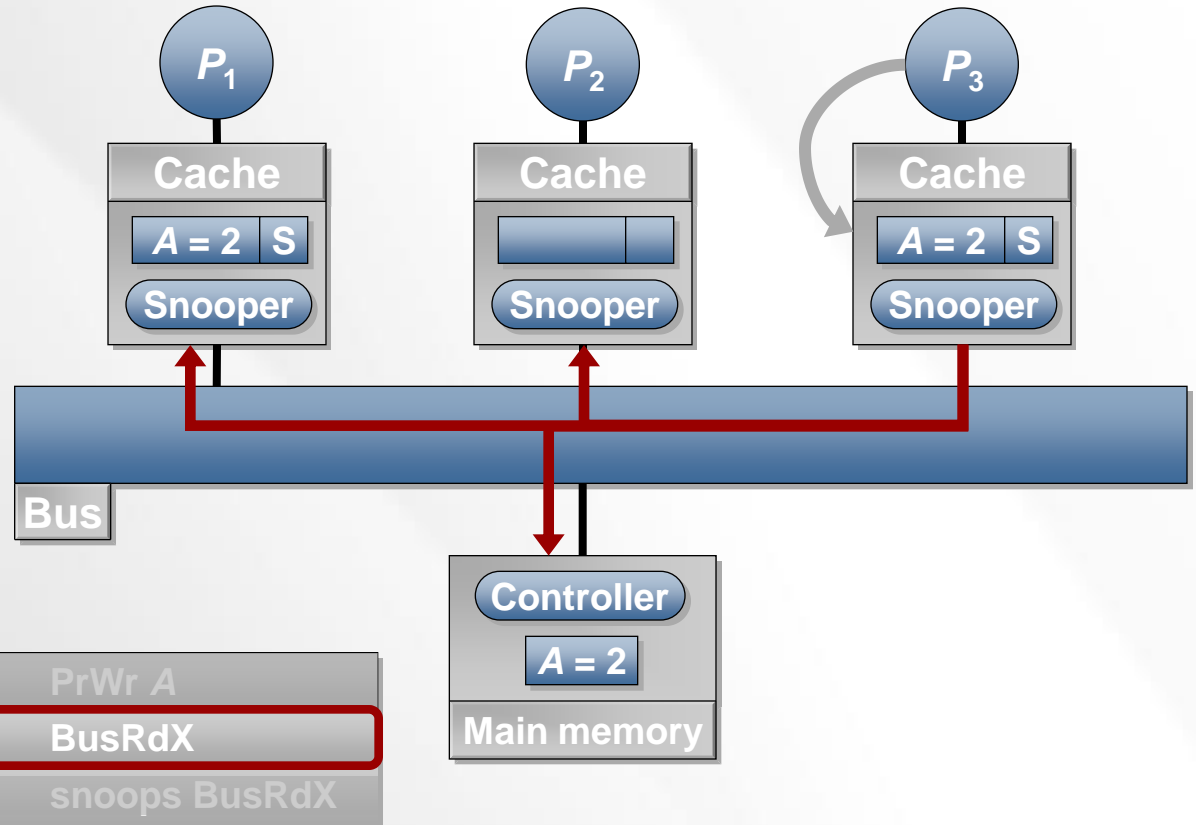 P1 P2 P3
Cache Cache Cache
A = 2 S A = 2 S
Snooper Snooper Snooper
Bus
Controller
A = 2
Main memory
PrWr A
BusRdX
snoops BusRdX